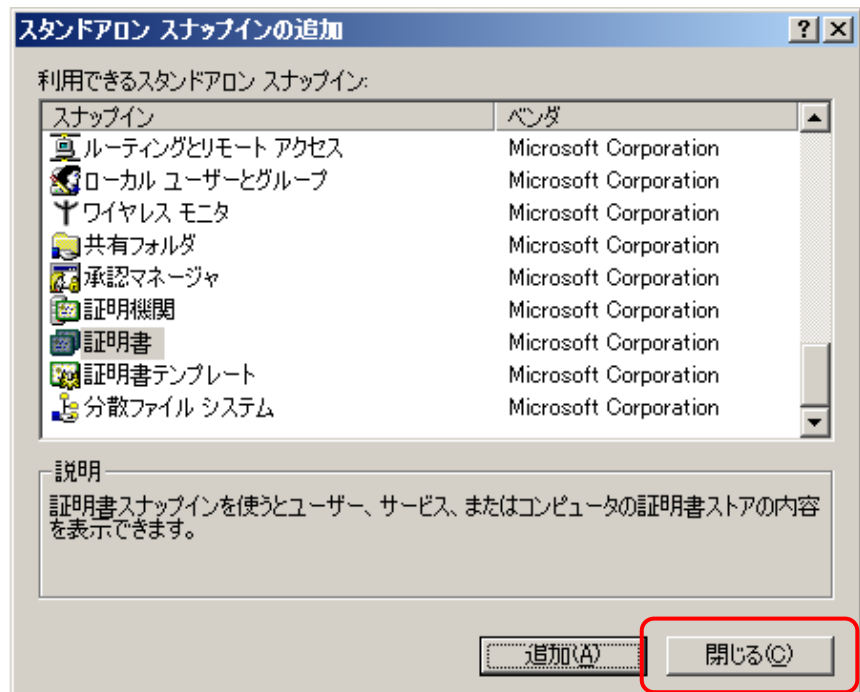 スタンドアロン スナップインの追加
利用できるスタンドアロン スナップイン:
スナップイン ベンダ
ルーティングとリモート アクセス Microsoft Corporation
ローカル ユーザーとグループ Microsoft Corporation
ワイヤレス モニタ Microsoft Corporation
共有フォルダ Microsoft Corporation
承認マネージャ Microsoft Corporation
証明機関 Microsoft Corporation
証明書 Microsoft Corporation
証明書テンプレート Microsoft Corporation
分散ファイル システム Microsoft Corporation
説明
証明書スナップインを使うとユーザー、サービス、またはコンピュータの証明書ストアの内容
を表示できます。
追加(A) 閉じる(C)